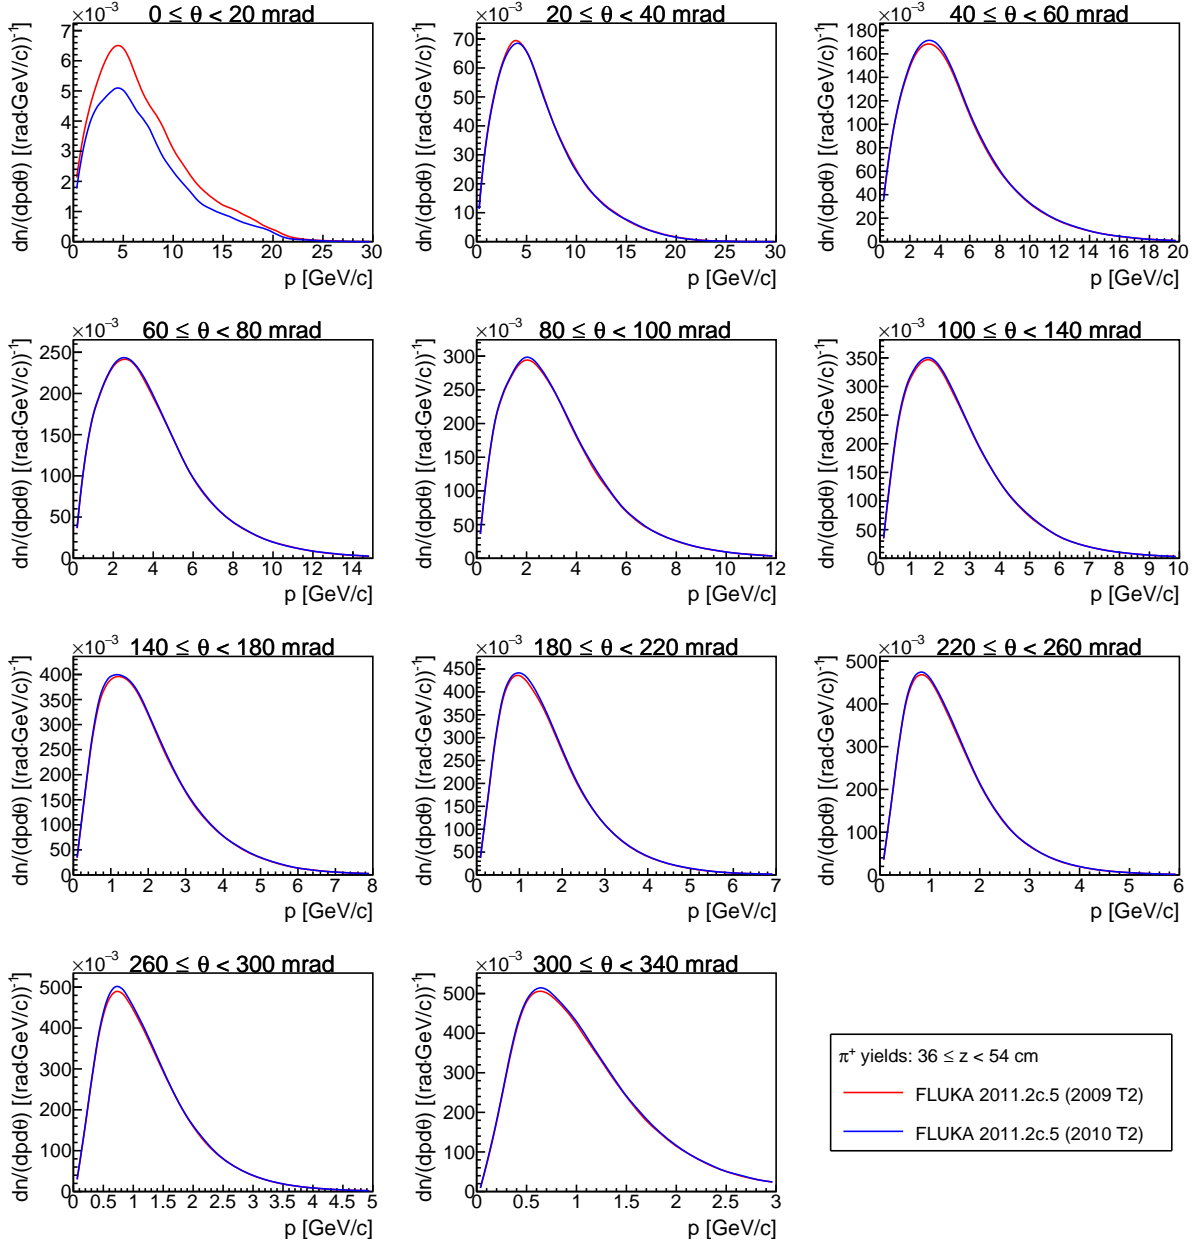 0 ≤ θ < 20 mrad
×10⁻³
dn/(dpdθ) [(rad·GeV/c))⁻¹]
7
6
5
4
3
2
1
0
0 5 10 15 20 25 30
p [GeV/c]
20 ≤ θ < 40 mrad
×10⁻³
dn/(dpdθ) [(rad·GeV/c))⁻¹]
70
60
50
40
30
20
10
0
0 5 10 15 20 25 30
p [GeV/c]
40 ≤ θ < 60 mrad
×10⁻³
dn/(dpdθ) [(rad·GeV/c))⁻¹]
180
160
140
120
100
80
60
40
20
0
0 2 4 6 8 10 12 14 16 18 20
p [GeV/c]
60 ≤ θ < 80 mrad
×10⁻³
dn/(dpdθ) [(rad·GeV/c))⁻¹]
250
200
150
100
50
0
0 2 4 6 8 10 12 14
p [GeV/c]
80 ≤ θ < 100 mrad
×10⁻³
dn/(dpdθ) [(rad·GeV/c))⁻¹]
300
250
200
150
100
50
0
0 2 4 6 8 10 12
p [GeV/c]
100 ≤ θ < 140 mrad
×10⁻³
dn/(dpdθ) [(rad·GeV/c))⁻¹]
350
300
250
200
150
100
50
0
0 1 2 3 4 5 6 7 8 9 10
p [GeV/c]
140 ≤ θ < 180 mrad
×10⁻³
dn/(dpdθ) [(rad·GeV/c))⁻¹]
400
350
300
250
200
150
100
50
0
0 1 2 3 4 5 6 7 8
p [GeV/c]
180 ≤ θ < 220 mrad
×10⁻³
dn/(dpdθ) [(rad·GeV/c))⁻¹]
450
400
350
300
250
200
150
100
50
0
0 1 2 3 4 5 6 7
p [GeV/c]
220 ≤ θ < 260 mrad
×10⁻³
dn/(dpdθ) [(rad·GeV/c))⁻¹]
500
400
300
200
100
0
0 1 2 3 4 5 6
p [GeV/c]
260 ≤ θ < 300 mrad
×10⁻³
dn/(dpdθ) [(rad·GeV/c))⁻¹]
500
400
300
200
100
0
0 0.5 1 1.5 2 2.5 3 3.5 4 4.5 5
p [GeV/c]
300 ≤ θ < 340 mrad
×10⁻³
dn/(dpdθ) [(rad·GeV/c))⁻¹]
500
400
300
200
100
0
0 0.5 1 1.5 2 2.5 3
p [GeV/c]
π⁺ yields: 36 ≤ z < 54 cm
FLUKA 2011.2c.5 (2009 T2)
FLUKA 2011.2c.5 (2010 T2)